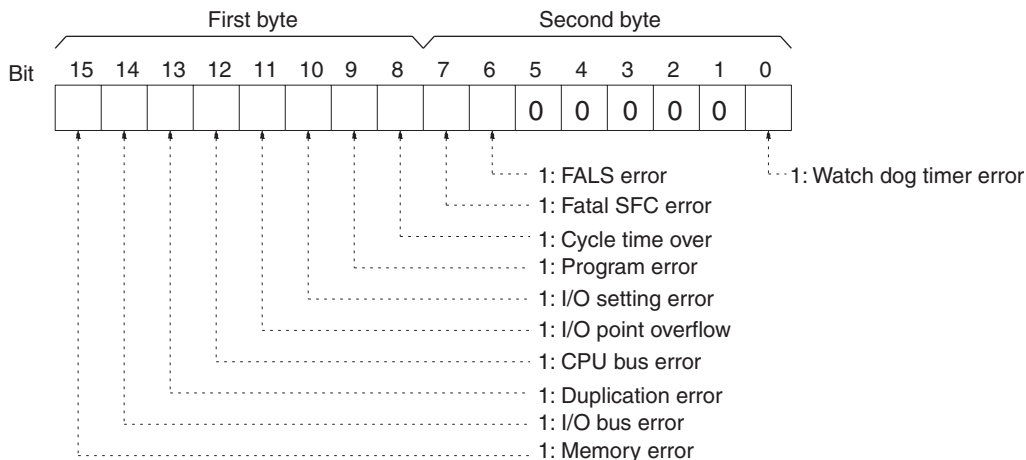 First byte Second byte
Bit 15 14 13 12 11 10 9 8 7 6 5 4 3 2 1 0
0 0 0 0 0
1: FALS error 1: Watch dog timer error
1: Fatal SFC error
1: Cycle time over
1: Program error
1: I/O setting error
1: I/O point overflow
1: CPU bus error
1: Duplication error
1: I/O bus error
1: Memory error